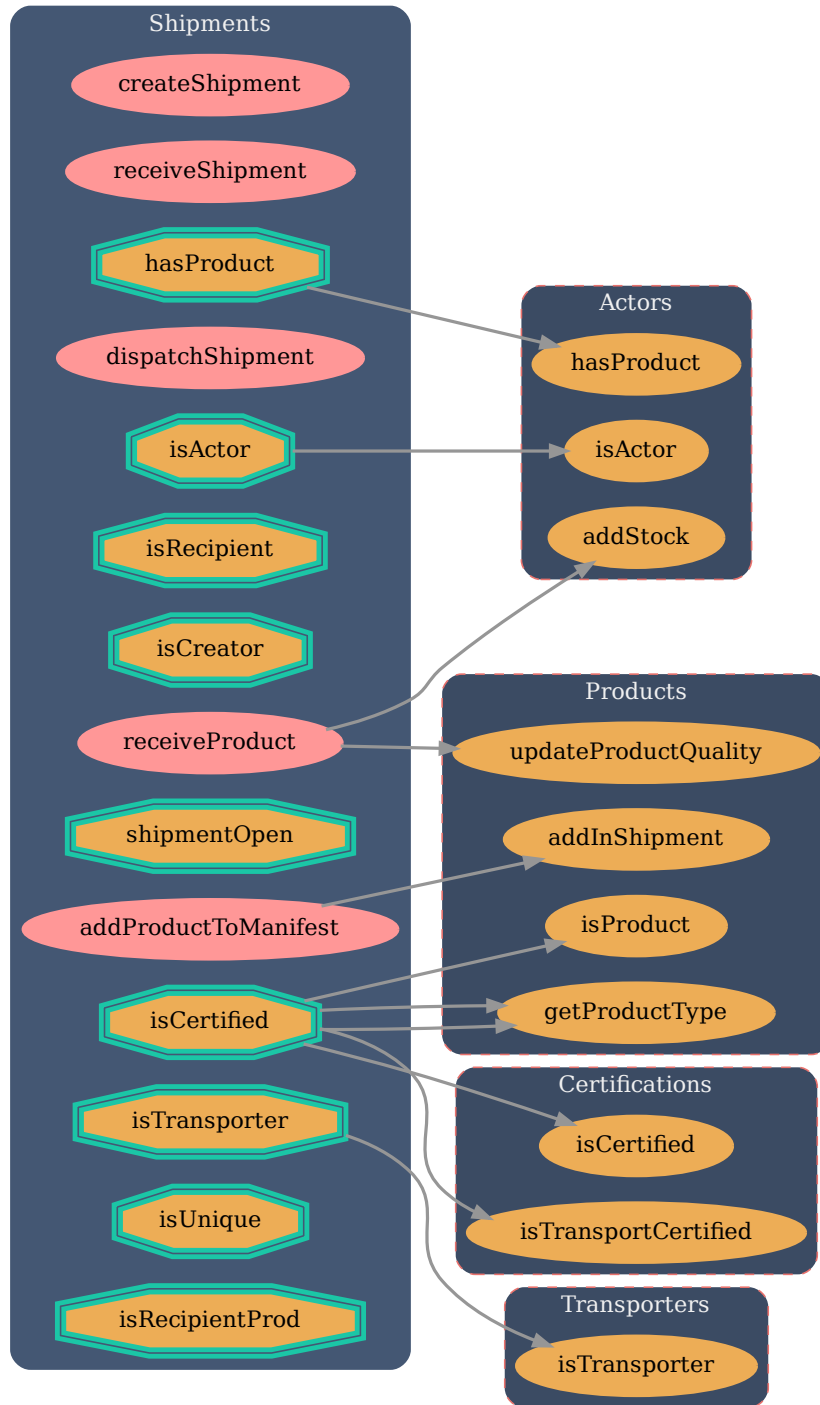 Shipments
createShipment
receiveShipment
hasProduct
dispatchShipment
isActor
isRecipient
isCreator
receiveProduct
shipmentOpen
addProductToManifest
isCertified
isTransporter
isUnique
isRecipientProd
Actors
hasProduct
isActor
addStock
Products
updateProductQuality
addInShipment
isProduct
getProductType
Certifications
isCertified
isTransportCertified
Transporters
isTransporter